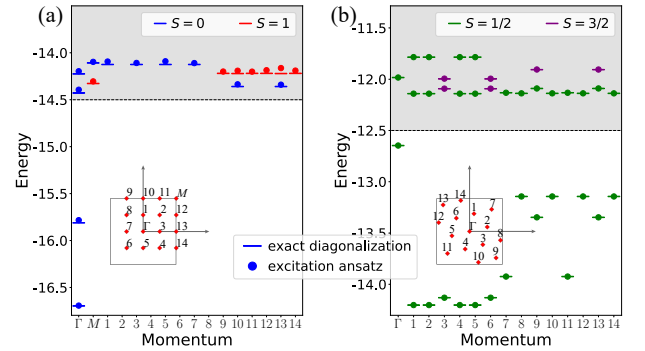 (a)
S = 0
S = 1
Energy
-14.0
-14.5
-15.0
-15.5
-16.0
-16.5
9 10 11 M
8 1 2 12
7 Γ 3 13
6 5 4 14
Γ M 1 2 3 4 5 6 7 8 9 10 11 12 13 14
Momentum
exact diagonalization
excitation ansatz
(b)
S = 1/2
S = 3/2
Energy
-11.5
-12.0
-12.5
-13.0
-13.5
-14.0
13 14
12 6 1 7
5 Γ 2 8
11 4 3 9
10
Γ 1 2 3 4 5 6 7 8 9 10 11 12 13 14
Momentum